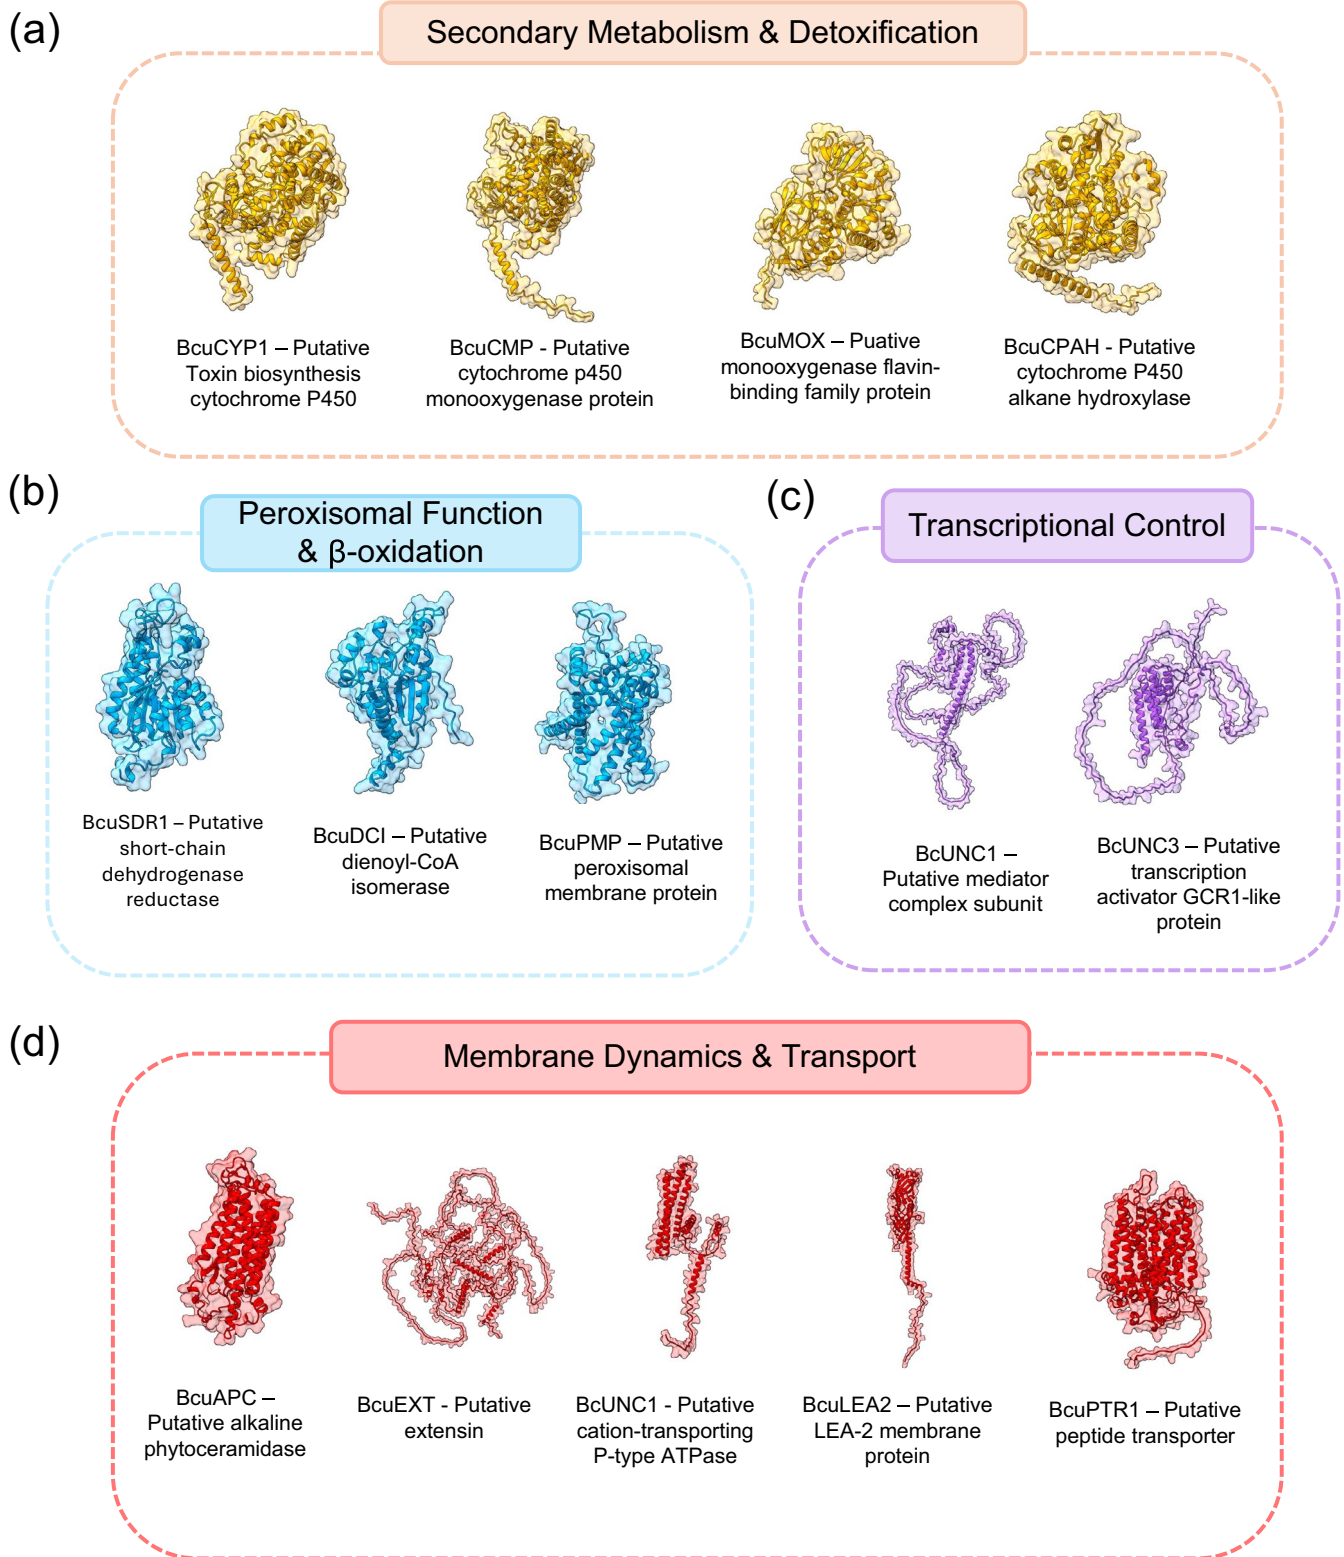 (a)
Secondary Metabolism & Detoxification
BcuCYP1 – Putative
Toxin biosynthesis
cytochrome P450
BcuCMP - Putative
cytochrome p450
monooxygenase protein
BcuMOX – Puative
monooxygenase flavin-
binding family protein
BcuCPAH - Putative
cytochrome P450
alkane hydroxylase
(b)
Peroxisomal Function
& β-oxidation
BcuSDR1 – Putative
short-chain
dehydrogenase
reductase
BcuDCI – Putative
dienoyl-CoA
isomerase
BcuPMP – Putative
peroxisomal
membrane protein
(c)
Transcriptional Control
BcUNC1 –
Putative mediator
complex subunit
BcUNC3 – Putative
transcription
activator GCR1-like
protein
(d)
Membrane Dynamics & Transport
BcuAPC –
Putative alkaline
phytoceramidase
BcuEXT - Putative
extensin
BcUNC1 - Putative
cation-transporting
P-type ATPase
BcuLEA2 – Putative
LEA-2 membrane
protein
BcuPTR1 – Putative
peptide transporter